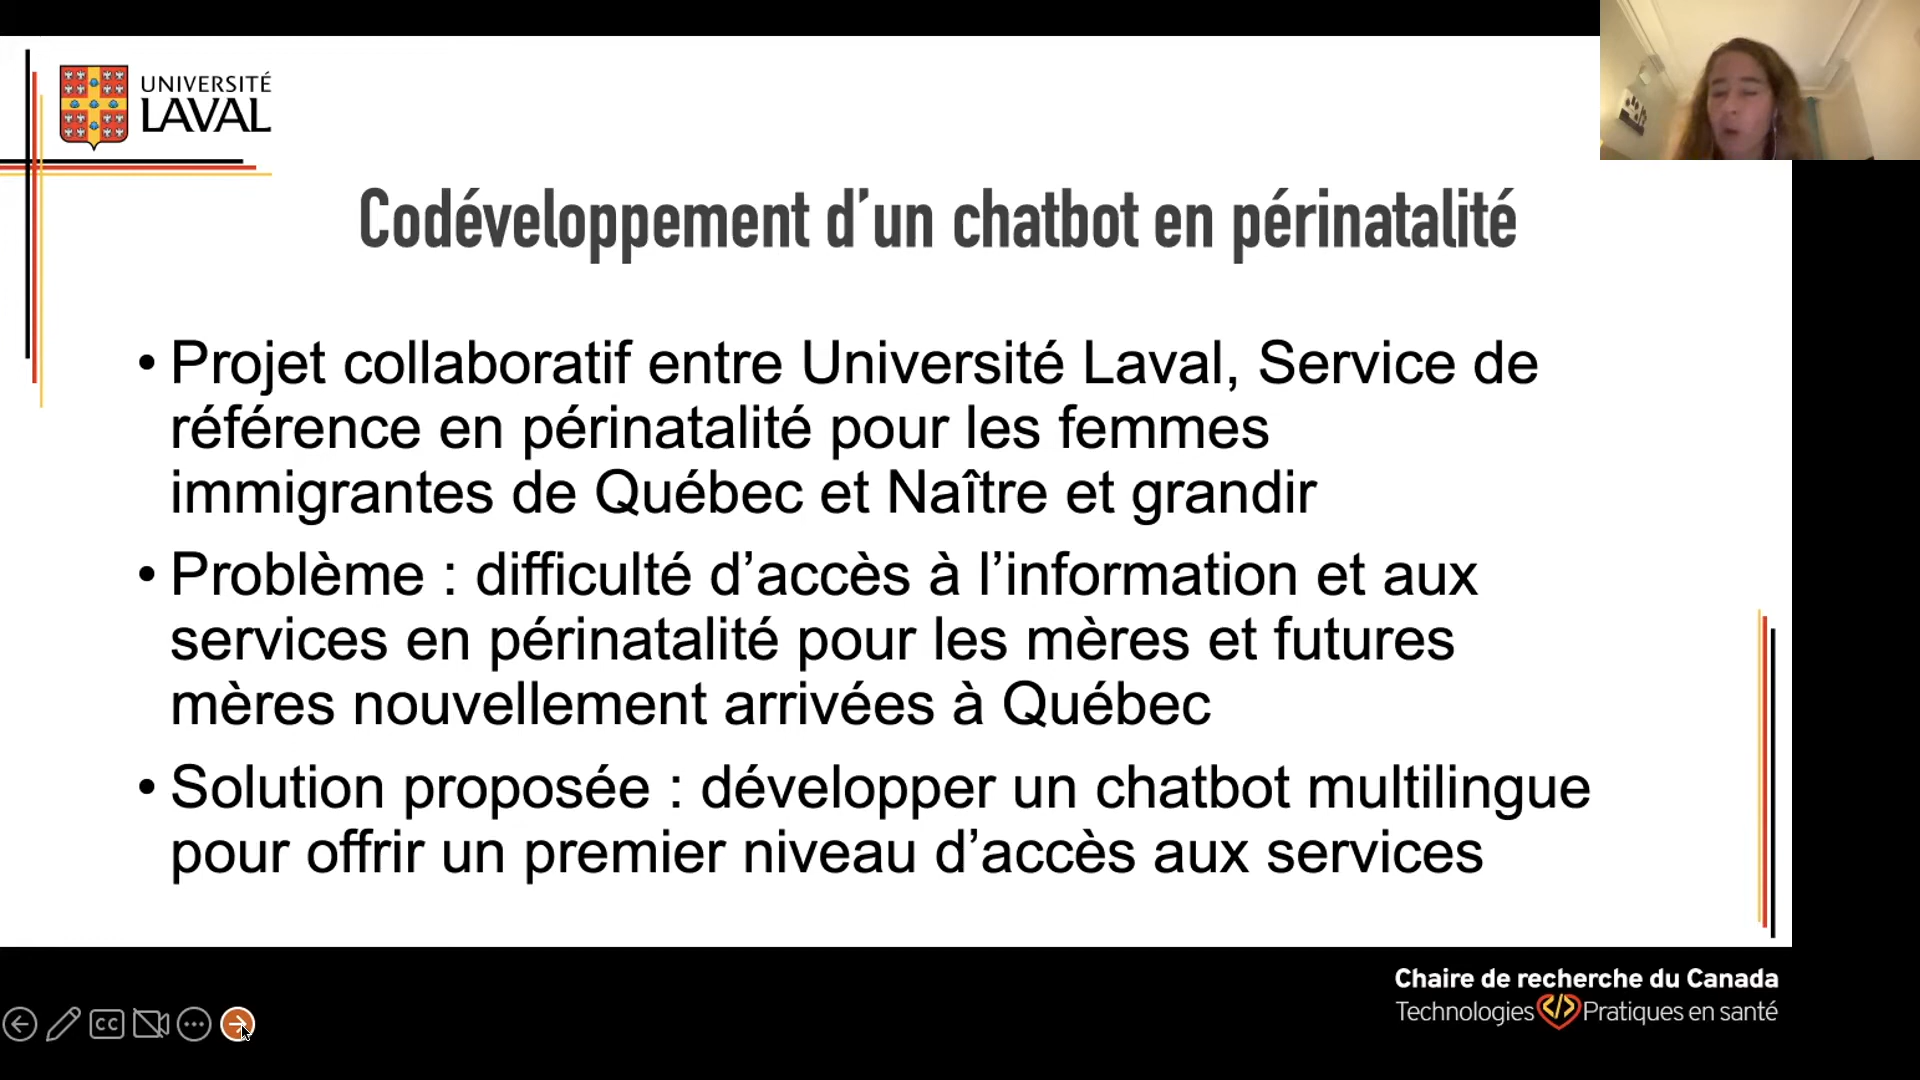 UNIVERSITÉ
LAVAL
Codéveloppement d’un chatbot en périnatalité
• Projet collaboratif entre Université Laval, Service de
référence en périnatalité pour les femmes
immigrantes de Québec et Naître et grandir
• Problème : difficulté d’accès à l’information et aux
services en périnatalité pour les mères et futures
mères nouvellement arrivées à Québec
• Solution proposée : développer un chatbot multilingue
pour offrir un premier niveau d’accès aux services
Chaire de recherche du Canada
Technologies </> Pratiques en santé
CC